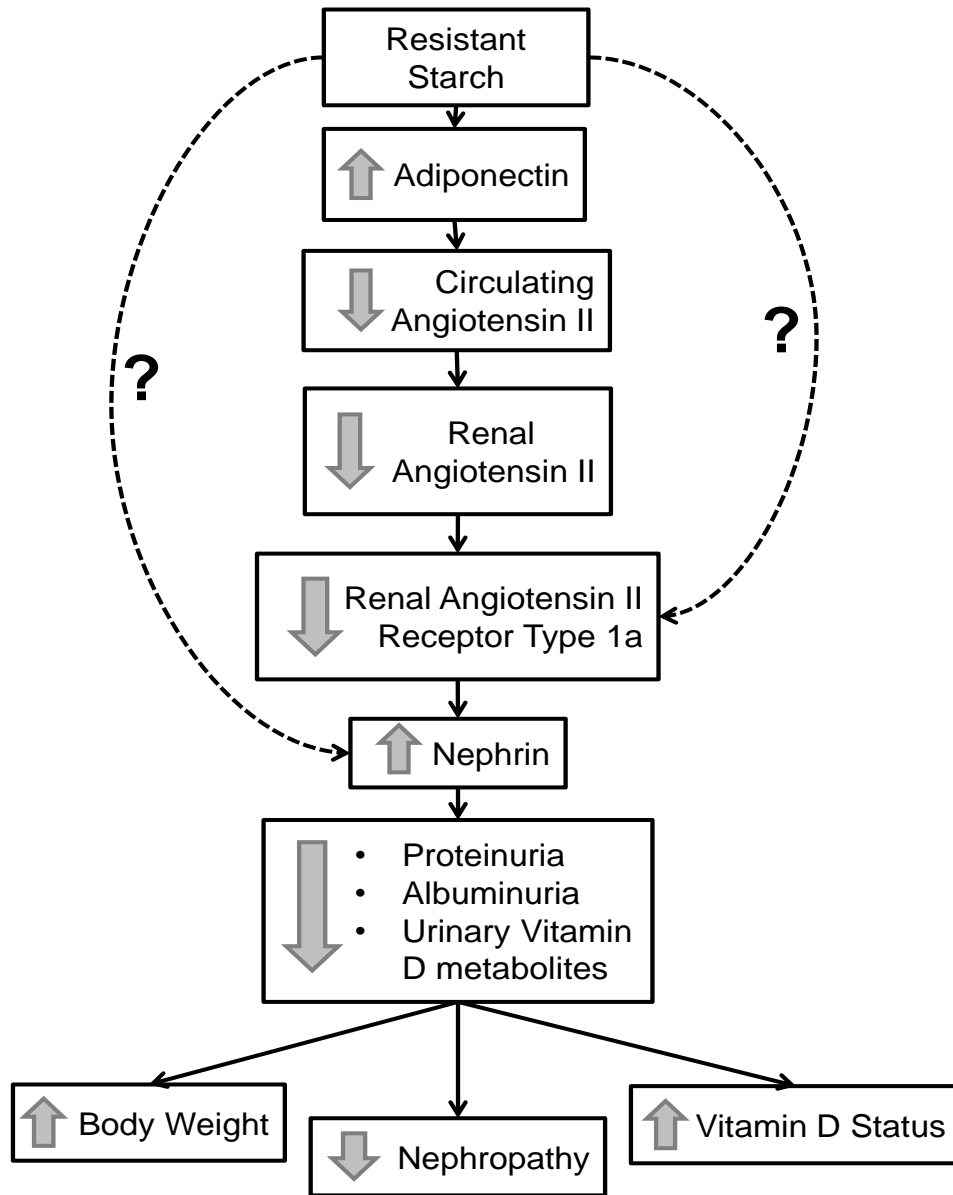 Resistant
Starch
Adiponectin
Circulating
Angiotensin II
?
?
Renal
Angiotensin II
Renal Angiotensin II
Receptor Type 1a
Nephrin
• Proteinuria
• Albuminuria
• Urinary Vitamin
D metabolites
Body Weight
Nephropathy
Vitamin D Status